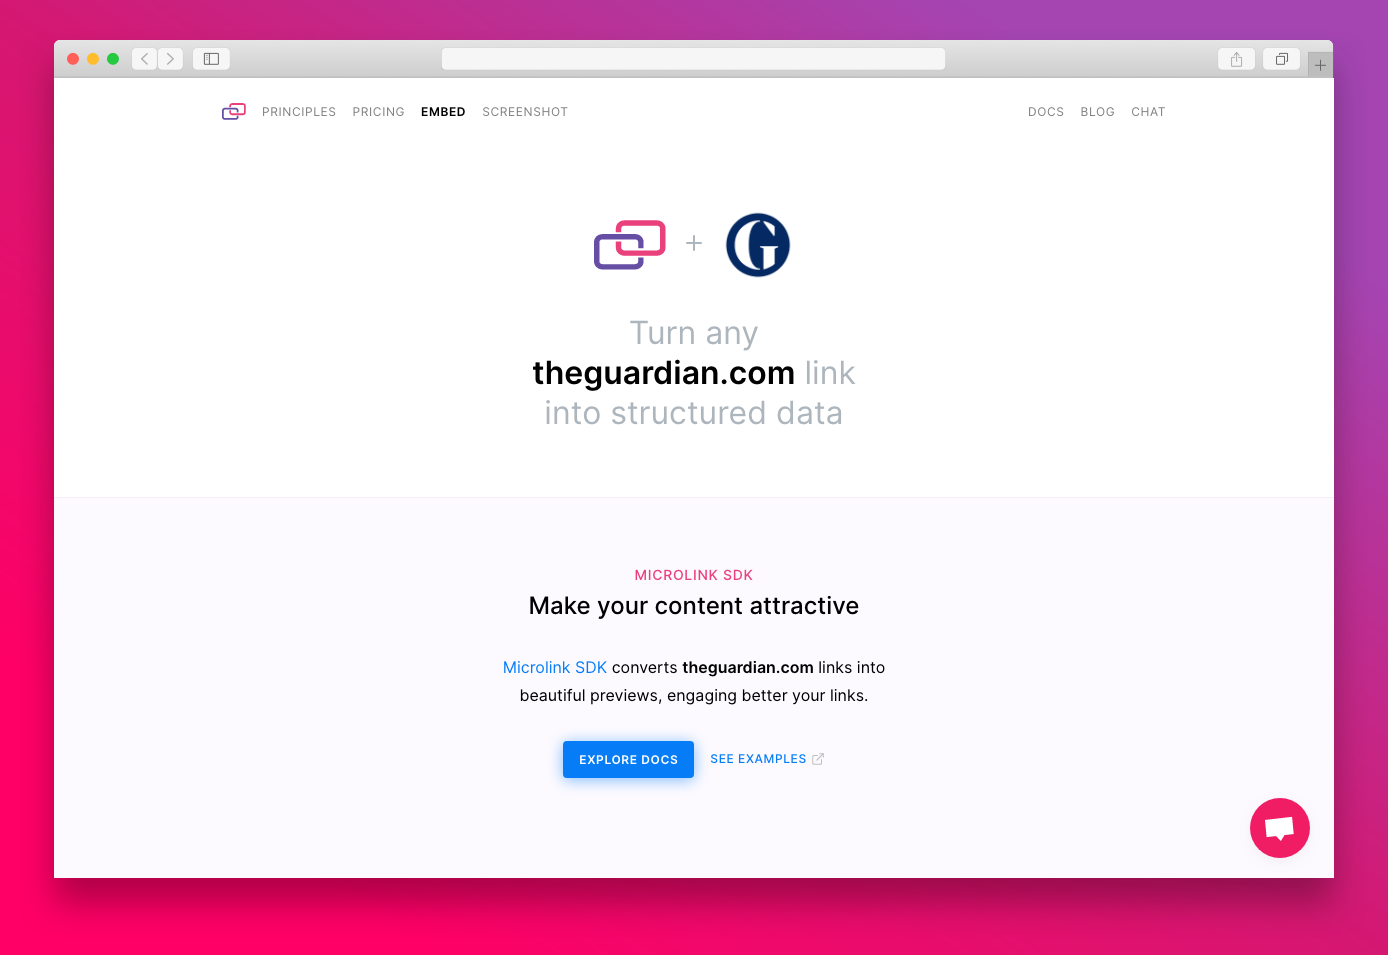 PRINCIPLES PRICING EMBED SCREENSHOT DOCS BLOG CHAT
+ G
Turn any
theguardian.com link
into structured data
MICROLINK SDK
Make your content attractive
Microlink SDK converts theguardian.com links into
beautiful previews, engaging better your links.
EXPLORE DOCS SEE EXAMPLES